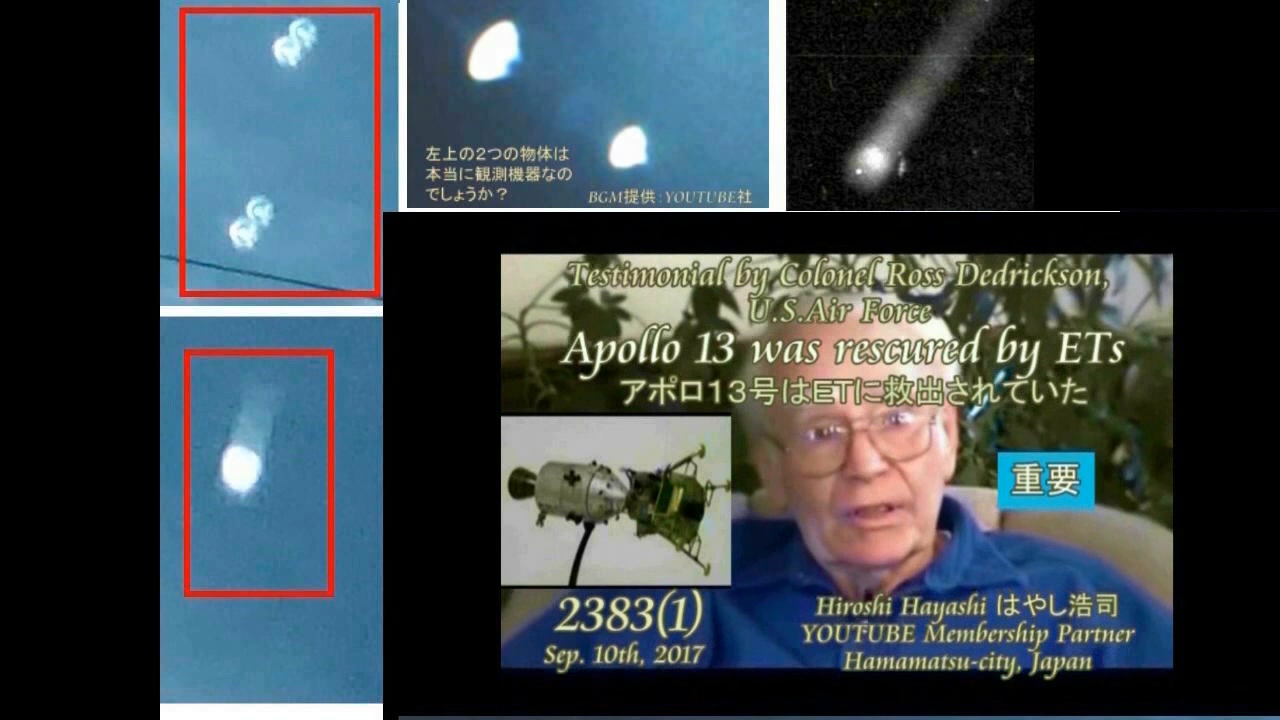 左上の２つの物体は
本当に観測機器なの
でしょうか？
BGM提供：YOUTUBE社
Testimonial by Colonel Ross Dedrickson,
U.S.Air Force
Apollo 13 was rescured by ETs
アポロ１３号はETに救出されていた
重要
2383(1)
Sep. 10th, 2017
Hiroshi Hayashi はやし浩司
YOUTUBE Membership Partner
Hamamatsu-city, Japan